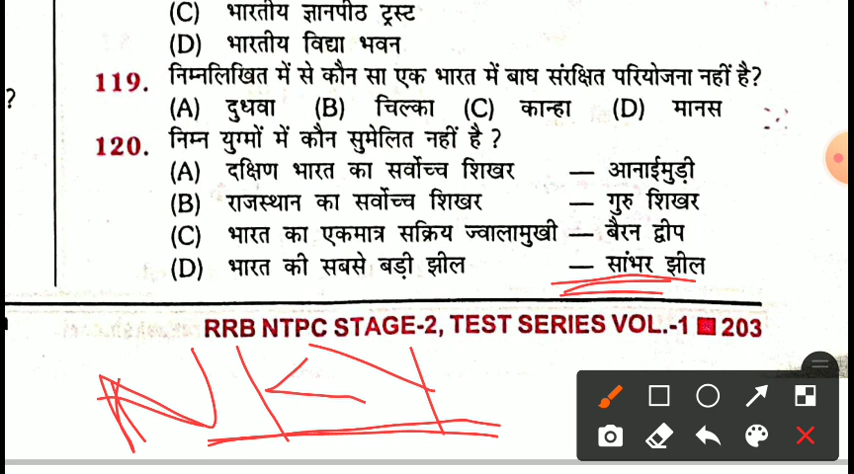 (C) भारतीय ज्ञानपीठ ट्रस्ट
(D) भारतीय विद्या भवन
?
119. निम्नलिखित में से कौन सा एक भारत में बाघ संरक्षित परियोजना नहीं है?
(A) दुधवा (B) चिल्का (C) कान्हा (D) मानस
120. निम्न युग्मों में कौन सुमेलित नहीं है ?
(A) दक्षिण भारत का सर्वोच्च शिखर — आनाईमुड़ी
(B) राजस्थान का सर्वोच्च शिखर — गुरु शिखर
(C) भारत का एकमात्र सक्रिय ज्वालामुखी — बैरन द्वीप
(D) भारत की सबसे बड़ी झील — सांभर झील
RRB NTPC STAGE-2, TEST SERIES VOL.-1 ■ 203